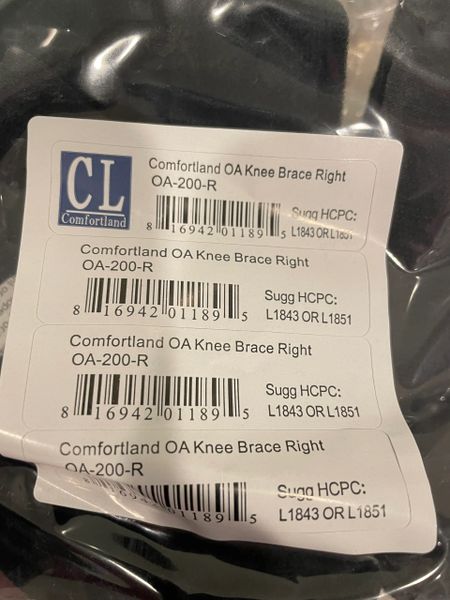 CL
Comfortland
Comfortland OA Knee Brace Right
OA-200-R
8 16942 01189 5
Sugg HCPC:
L1843 OR L1851
Comfortland OA Knee Brace Right
OA-200-R
8 16942 01189 5
Sugg HCPC:
L1843 OR L1851
Comfortland OA Knee Brace Right
OA-200-R
8 16942 01189 5
Sugg HCPC:
L1843 OR L1851
Comfortland OA Knee Brace Right
OA-200-R
01189 5
Sugg HCPC:
L1843 OR L1851